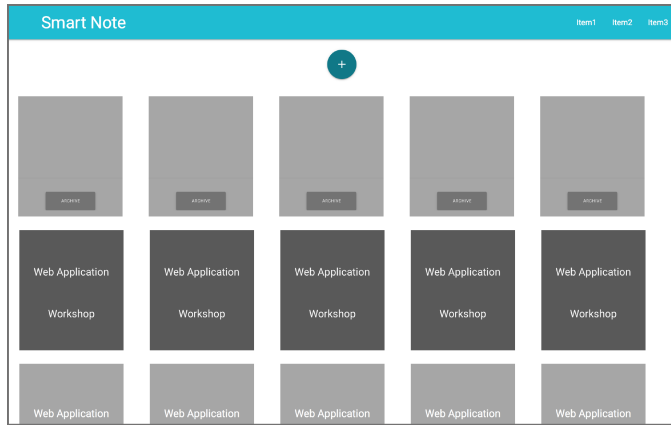 Smart Note
Item1 Item2 Item3
+
ARCHIVE ARCHIVE ARCHIVE ARCHIVE ARCHIVE
Web Application Web Application Web Application Web Application Web Application
Workshop Workshop Workshop Workshop Workshop
Web Application Web Application Web Application Web Application Web Application